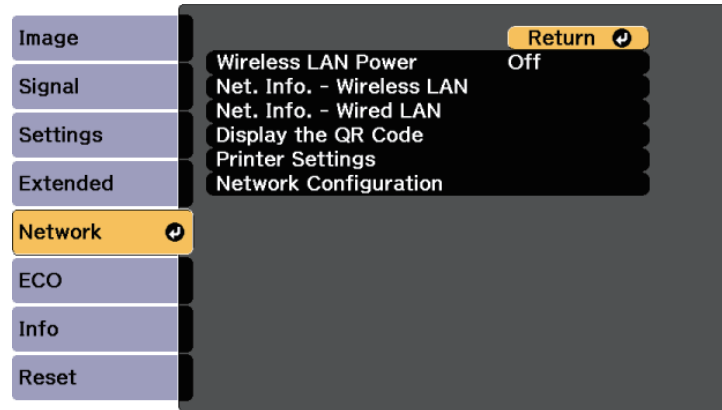 Image
Signal
Settings
Extended
Network
ECO
Info
Reset
Return
Wireless LAN Power Off
Net. Info. - Wireless LAN
Net. Info. - Wired LAN
Display the QR Code
Printer Settings
Network Configuration